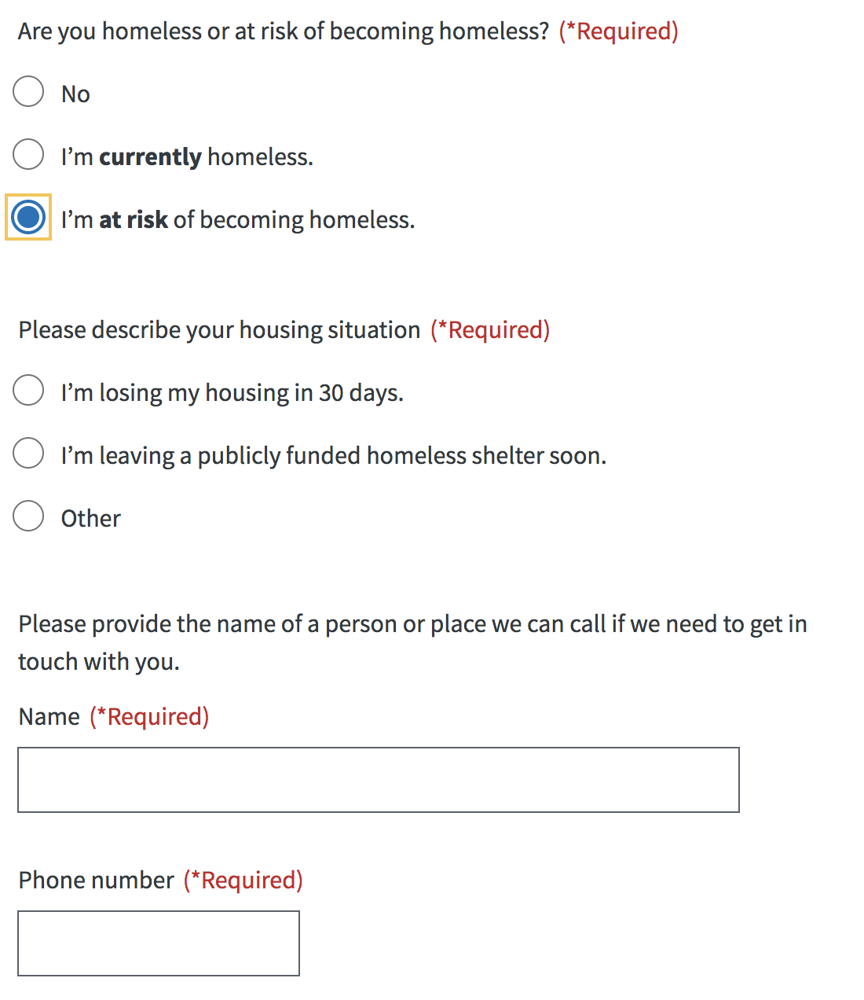 Are you homeless or at risk of becoming homeless? (*Required)
No
I’m currently homeless.
I’m at risk of becoming homeless.
Please describe your housing situation (*Required)
I’m losing my housing in 30 days.
I’m leaving a publicly funded homeless shelter soon.
Other
Please provide the name of a person or place we can call if we need to get in
touch with you.
Name (*Required)
Phone number (*Required)